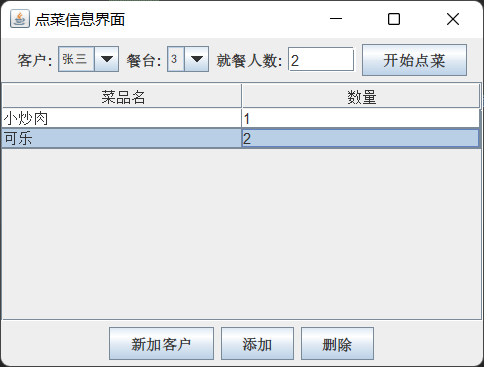 点菜信息界面
客户: 张三 餐台: 3 就餐人数: 2 开始点菜
菜品名 数量
小炒肉 1
可乐 2
新加客户 添加 删除